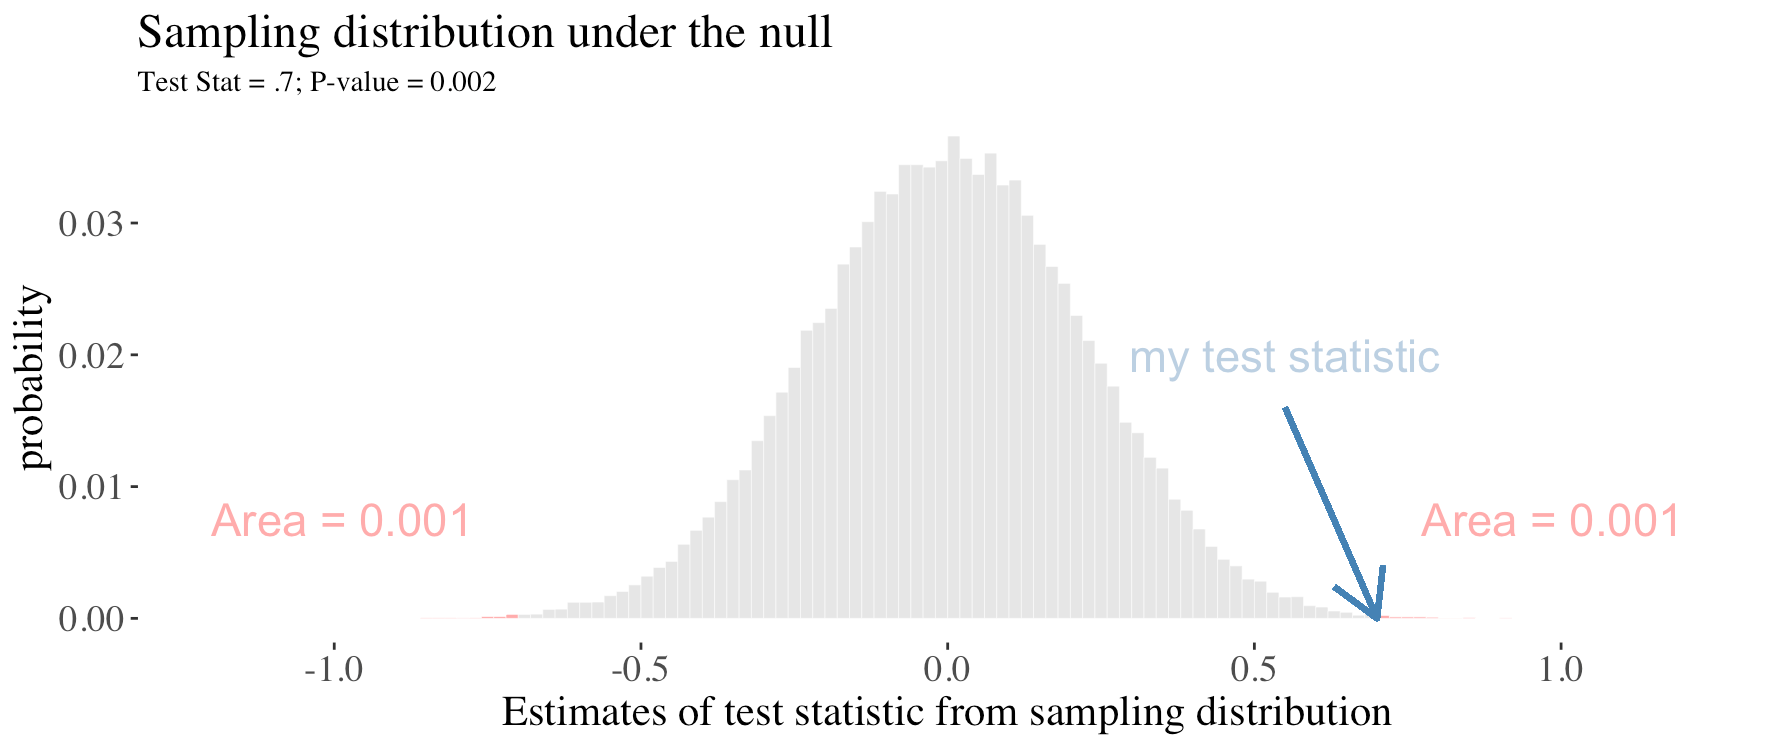 Sampling distribution under the null
Test Stat = .7; P-value = 0.002
probability
0.03
0.02
0.01
0.00
my test statistic
Area = 0.001
Area = 0.001
-1.0
-0.5
0.0
0.5
1.0
Estimates of test statistic from sampling distribution